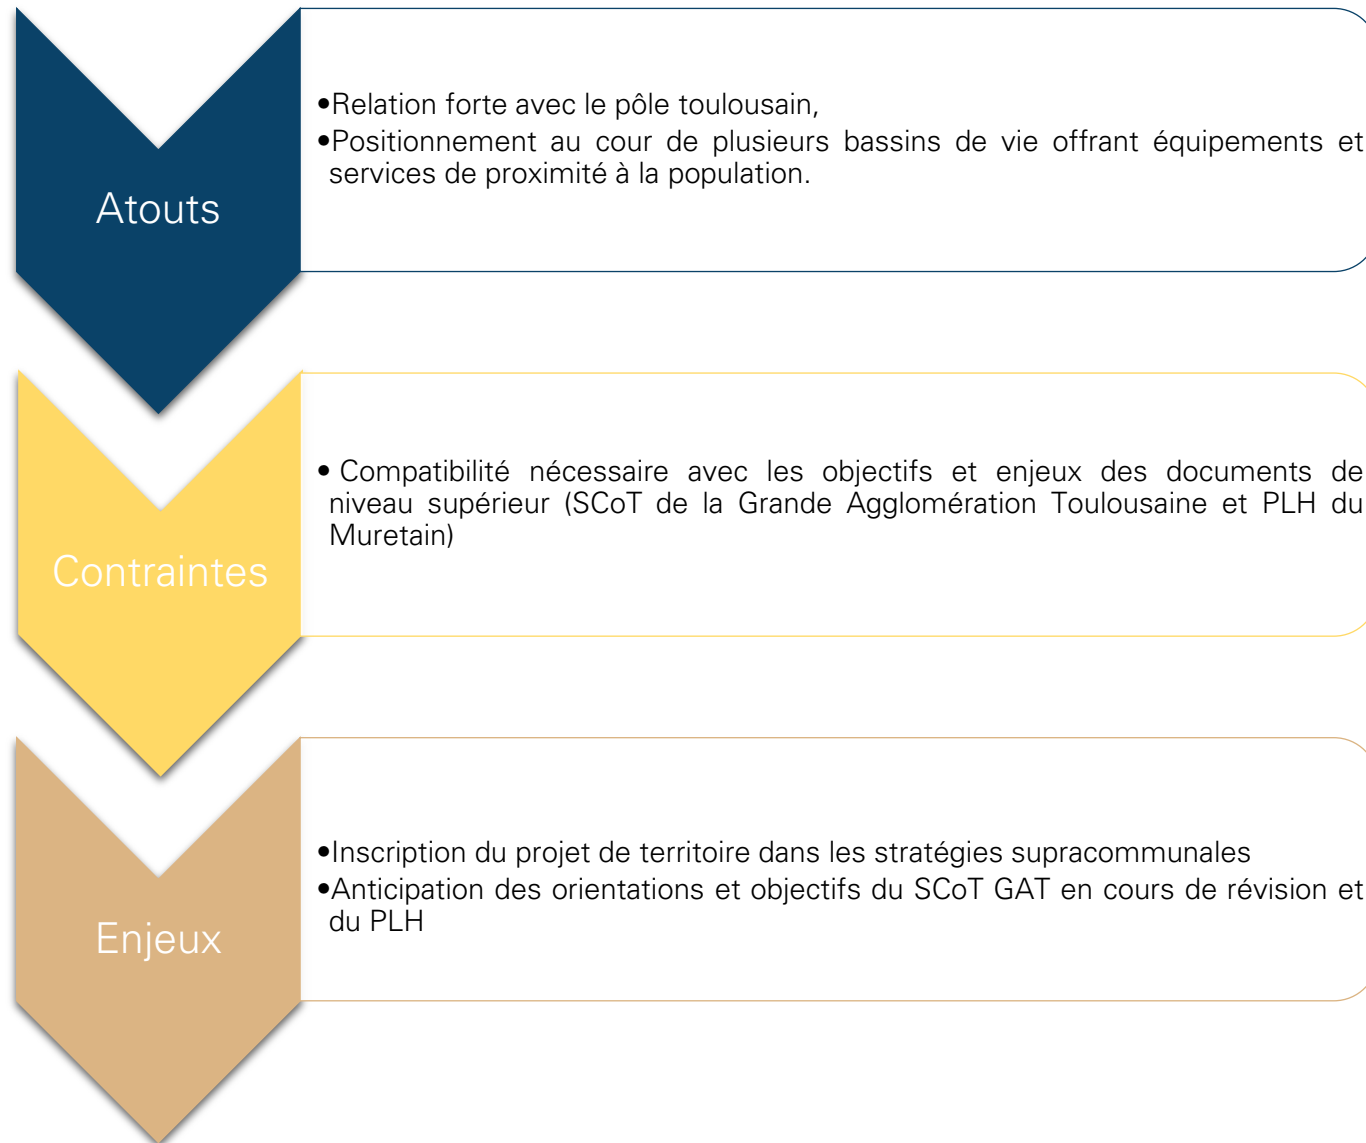 Atouts
•Relation forte avec le pôle toulousain,
•Positionnement au cour de plusieurs bassins de vie offrant équipements et
services de proximité à la population.
Contraintes
• Compatibilité nécessaire avec les objectifs et enjeux des documents de
niveau supérieur (SCoT de la Grande Agglomération Toulousaine et PLH du
Muretain)
Enjeux
•Inscription du projet de territoire dans les stratégies supracommunales
•Anticipation des orientations et objectifs du SCoT GAT en cours de révision et
du PLH